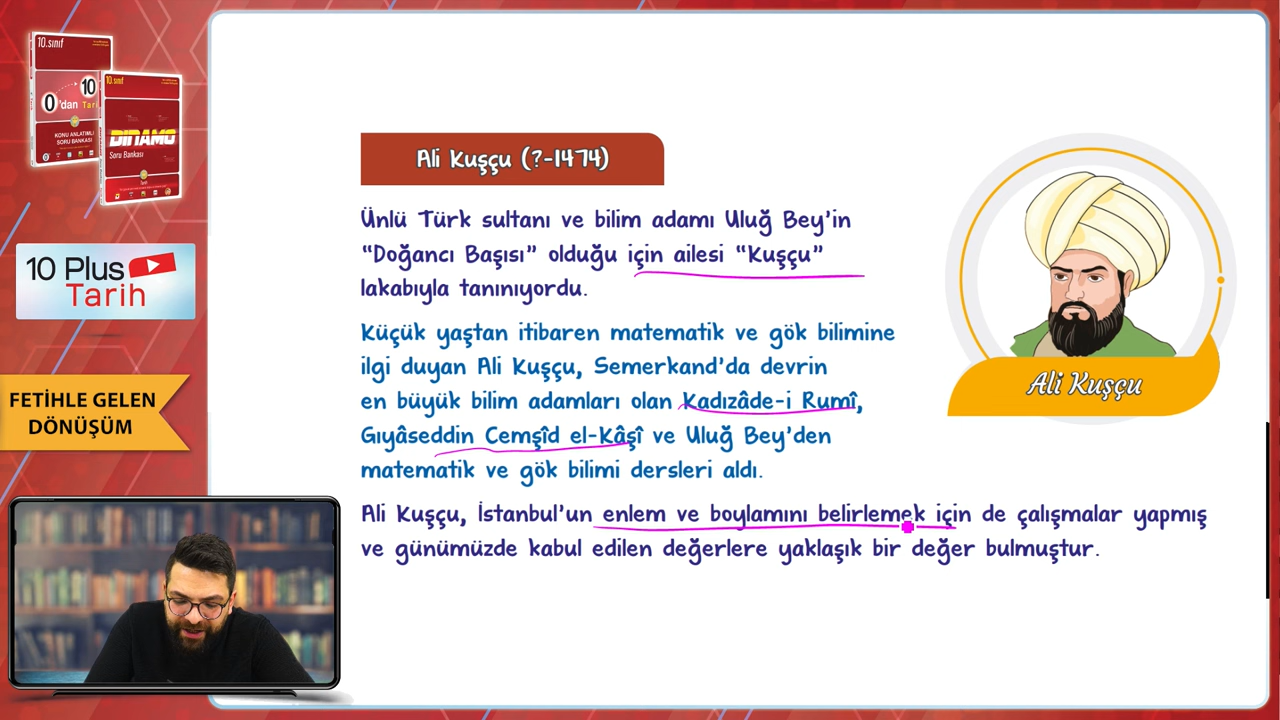 10.sınıf
0'dan 10
Tarih
KONU ANLATIMLI
SORU BANKASI
10.sınıf
DİNAMO
Soru Bankası
Tarih
10 Plus
Tarih
FETİHLE GELEN
DÖNÜŞÜM
Ali Kuşçu (?-1474)
Ünlü Türk sultanı ve bilim adamı Uluğ Bey'in
"Doğancı Başısı" olduğu için ailesi "Kuşçu"
lakabıyla tanınıyordu.
Küçük yaştan itibaren matematik ve gök bilimine
ilgi duyan Ali Kuşçu, Semerkand'da devrin
en büyük bilim adamları olan Kadızâde-i Rumî,
Gıyâseddin Cemşîd el-Kâşî ve Uluğ Bey'den
matematik ve gök bilimi dersleri aldı.
Ali Kuşçu, İstanbul'un enlem ve boylamını belirlemek için de çalışmalar yapmış
ve günümüzde kabul edilen değerlere yaklaşık bir değer bulmuştur.
Ali Kuşçu